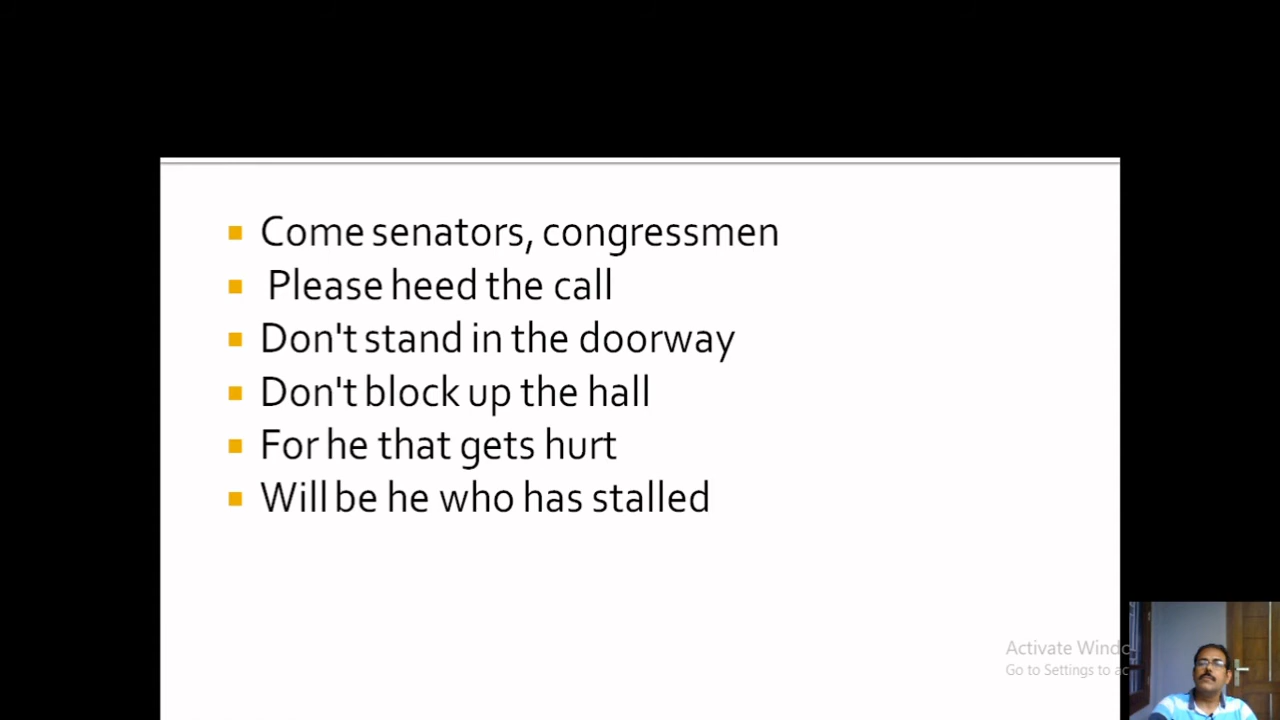 Come senators, congressmen
Please heed the call
Don't stand in the doorway
Don't block up the hall
For he that gets hurt
Will be he who has stalled
Activate Windo
Go to Settings to ac